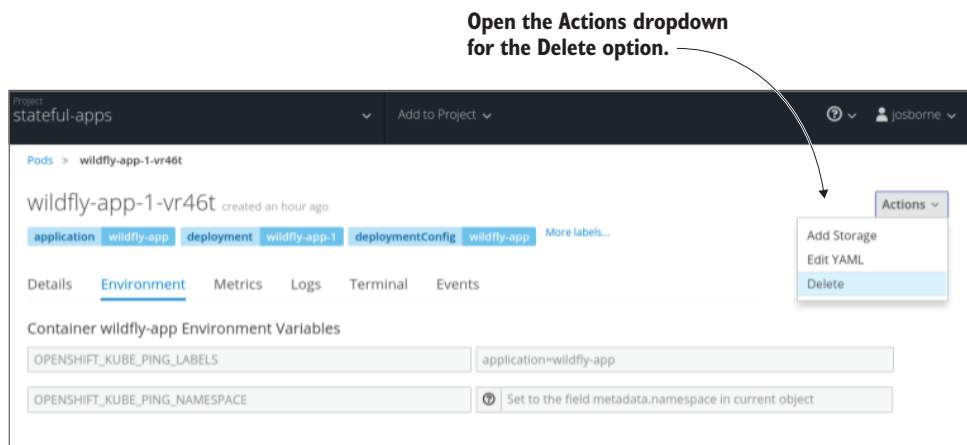 Open the Actions dropdown
for the Delete option.
Project
stateful-apps
Add to Project
josborne
Pods » wildfly-app-1-vr46t
wildfly-app-1-vr46t created an hour ago
Actions
application wildfly-app deployment wildfly-app-1 deploymentConfig wildfly-app More labels...
Add Storage
Edit YAML
Delete
Details Environment Metrics Logs Terminal Events
Container wildfly-app Environment Variables
OPENSHIFT_KUBE_PING_LABELS application=wildfly-app
OPENSHIFT_KUBE_PING_NAMESPACE Set to the field metadata.namespace in current object